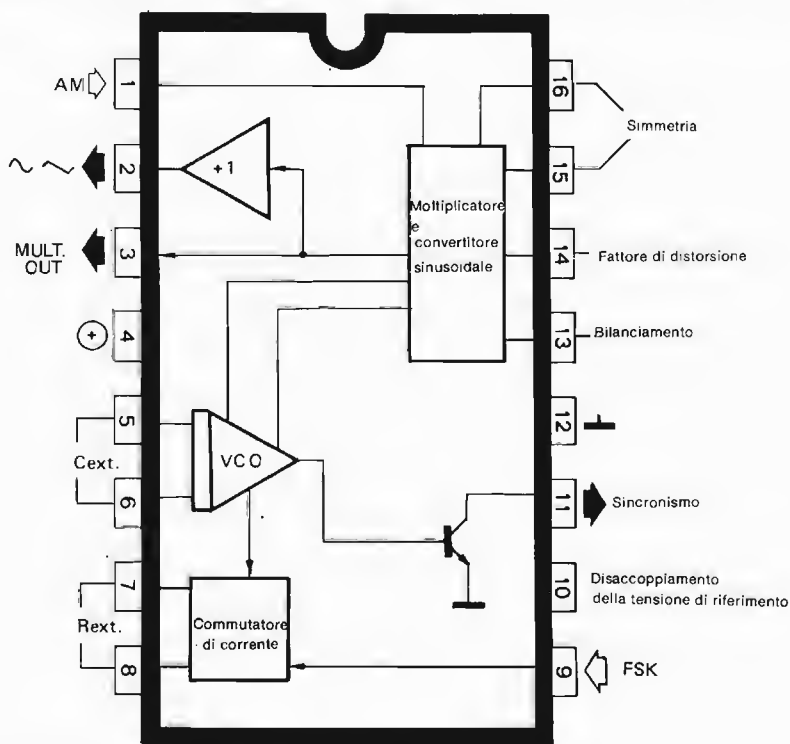 AM
1
16
Simmetria
2
+1
15
MULT.
OUT
3
Moltiplicatore
e
convertitore
sinusoidale
14
Fattore di distorsione
+
4
13
Bilanciamento
5
VCO
12
Cext.
6
11
Sincronismo
7
10
Disaccoppiamento
della tensione di riferimento
Rext.
Commutatore
di corrente
8
9
FSK